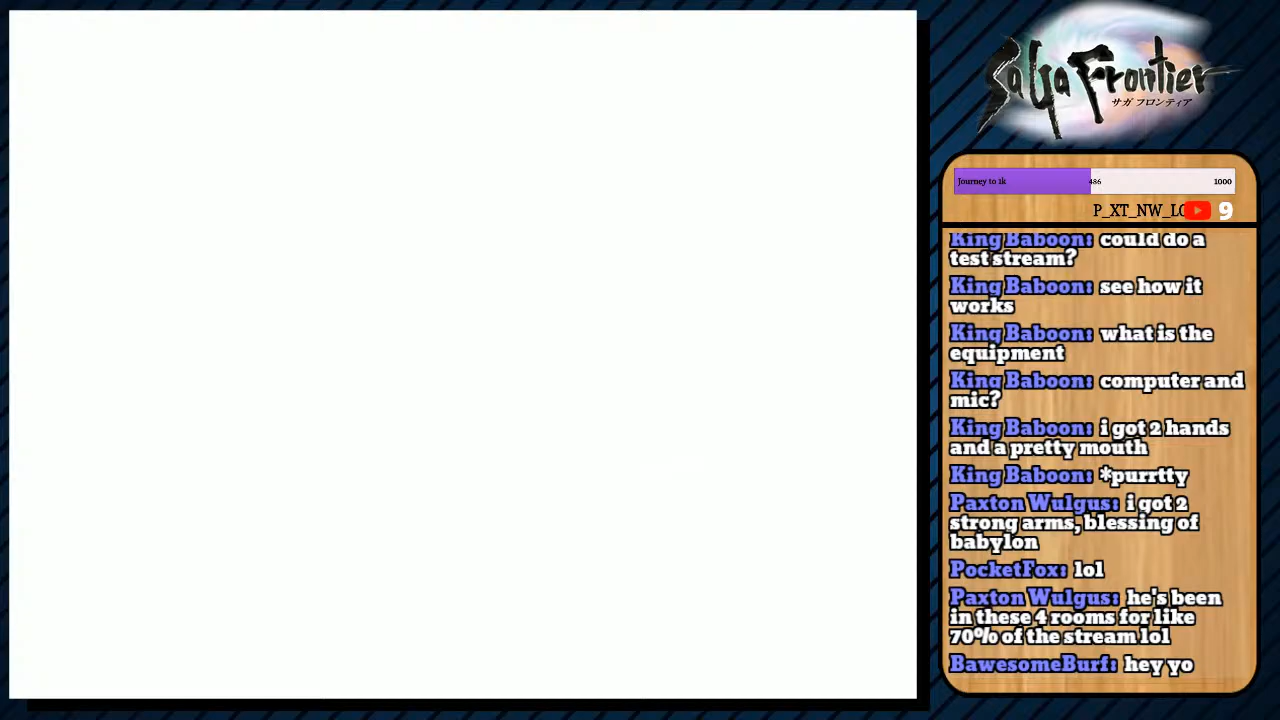 SaGa Frontier
サガ フロンティア
Journey to 1k 486 1000
P_XT_NW_LG 9
King Baboon: could do a
test stream?
King Baboon: see how it
works
King Baboon: what is the
equipment
King Baboon: computer and
mic?
King Baboon: i got 2 hands
and a pretty mouth
King Baboon: *purrtty
Paxton Wulgus: i got 2
strong arms, blessing of
babylon
PocketFox: lol
Paxton Wulgus: he's been
in these 4 rooms for like
70% of the stream lol
BawesomeBurf: hey yo